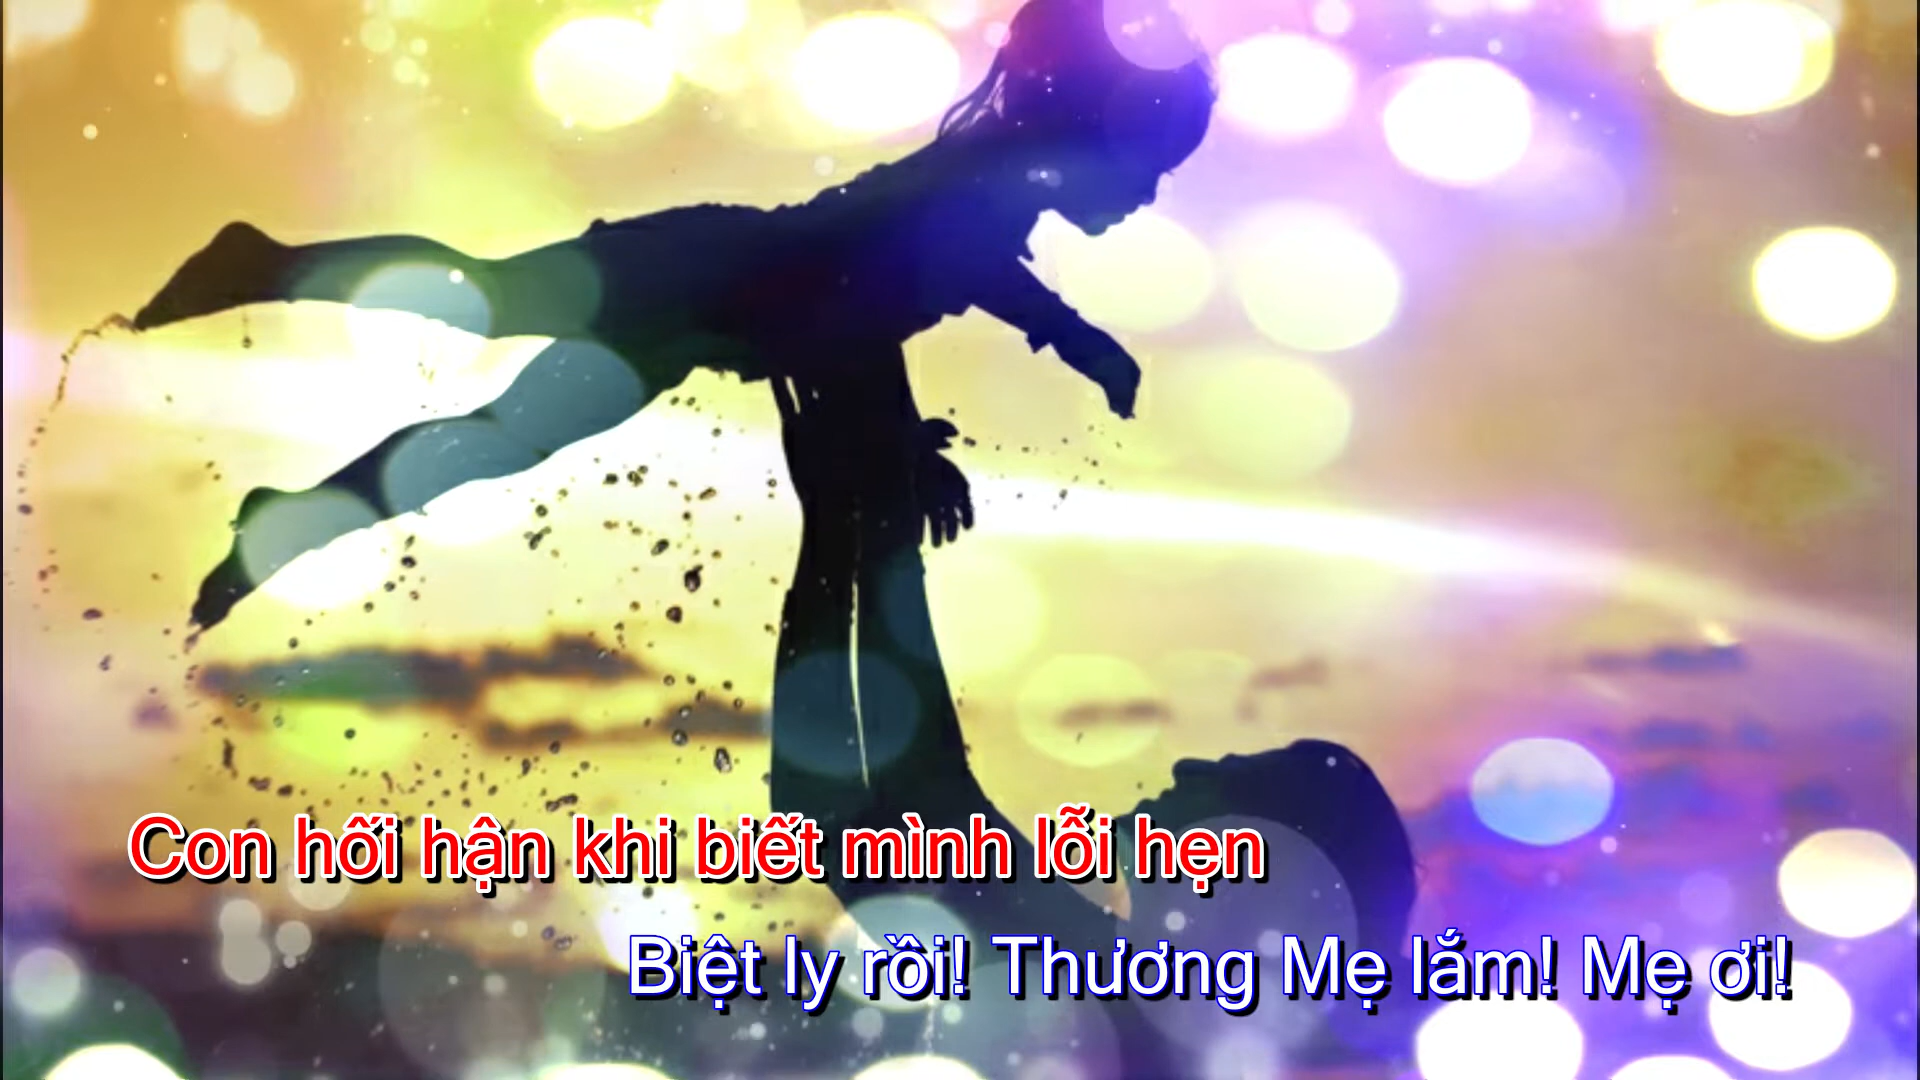 Con hối hận khi biết mình lỗi hẹn
Biệt ly rồi! Thương Mẹ lắm! Mẹ ơi!